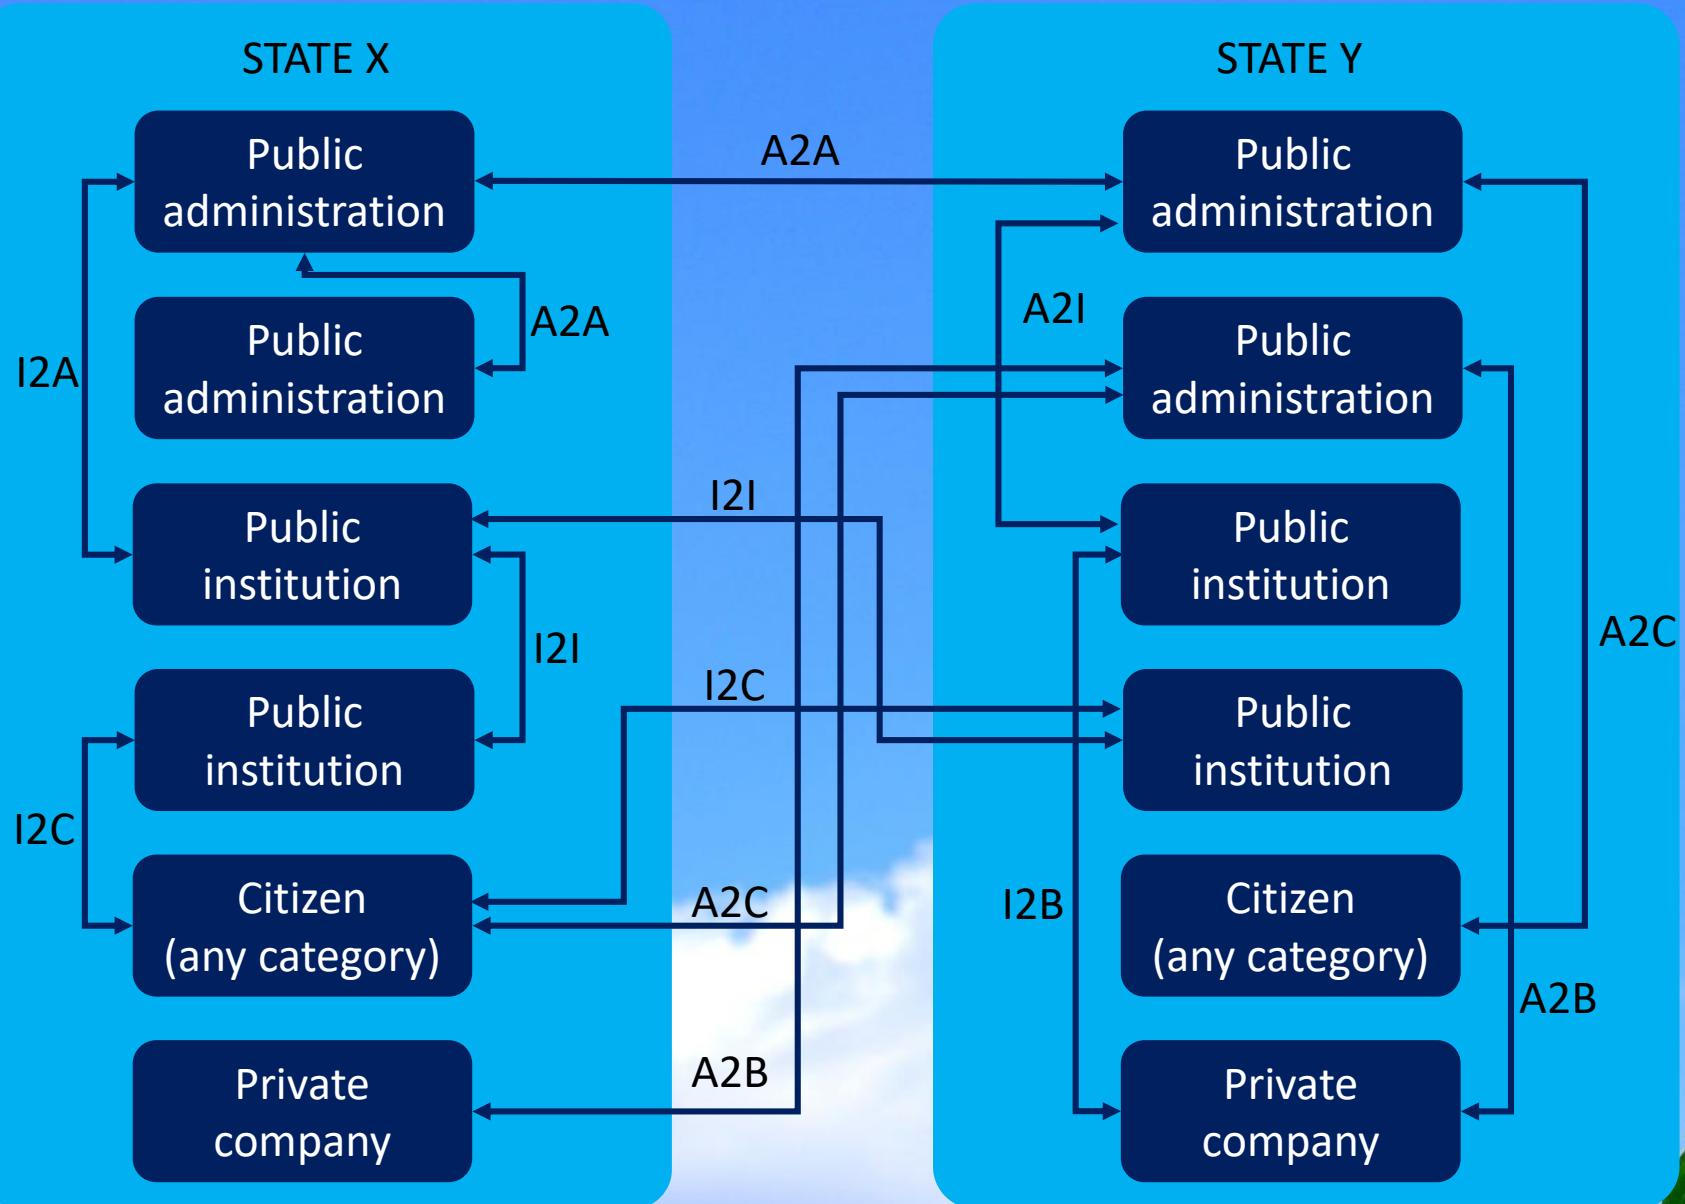 STATE X
STATE Y
Public
administration
A2A
Public
administration
Public
administration
A2A
I2A
A2I
Public
administration
Public
institution
I2I
Public
institution
I2I
A2C
Public
institution
I2C
Public
institution
I2C
Citizen
(any category)
A2C
I2B
Citizen
(any category)
A2B
Private
company
A2B
Private
company